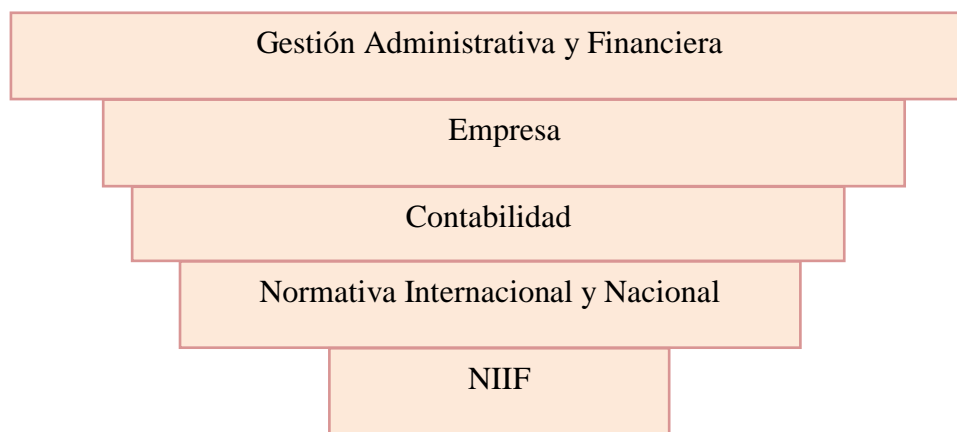 Gestión Administrativa y Financiera
Empresa
Contabilidad
Normativa Internacional y Nacional
NIIF